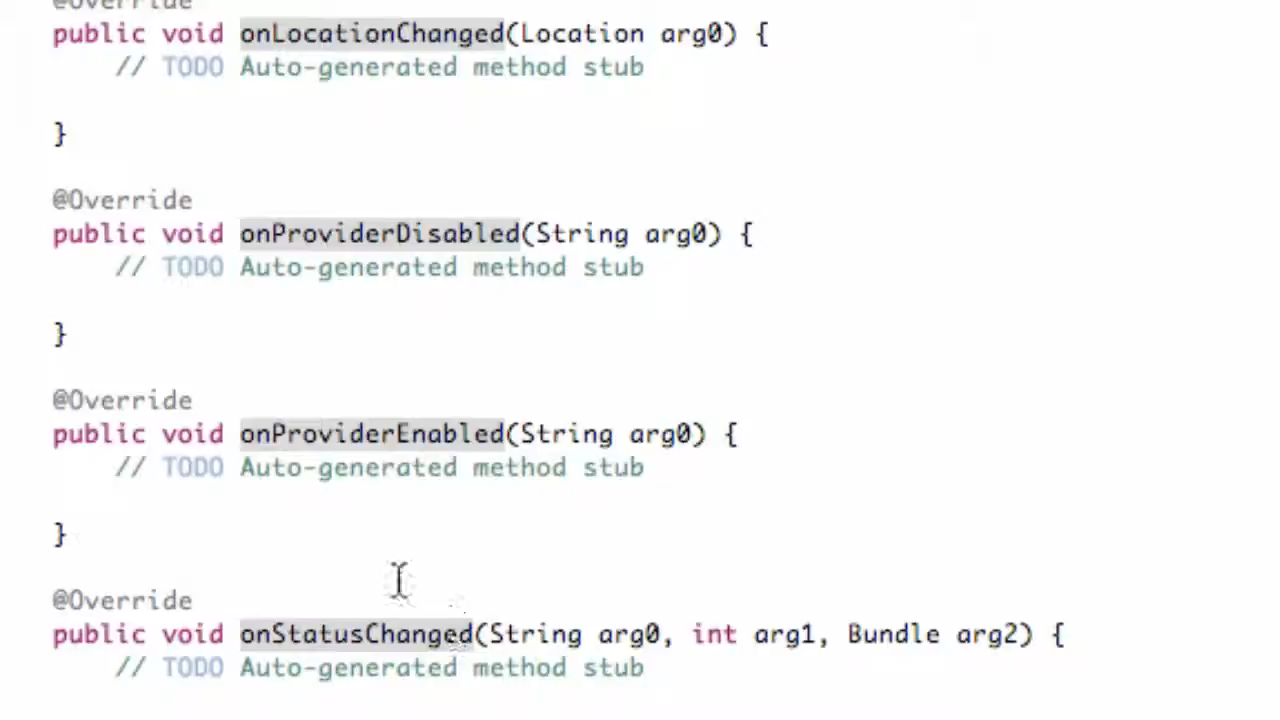 @Override
public void onLocationChanged(Location arg0) {
// TODO Auto-generated method stub
}
@Override
public void onProviderDisabled(String arg0) {
// TODO Auto-generated method stub
}
@Override
public void onProviderEnabled(String arg0) {
// TODO Auto-generated method stub
}
@Override
public void onStatusChanged(String arg0, int arg1, Bundle arg2) {
// TODO Auto-generated method stub